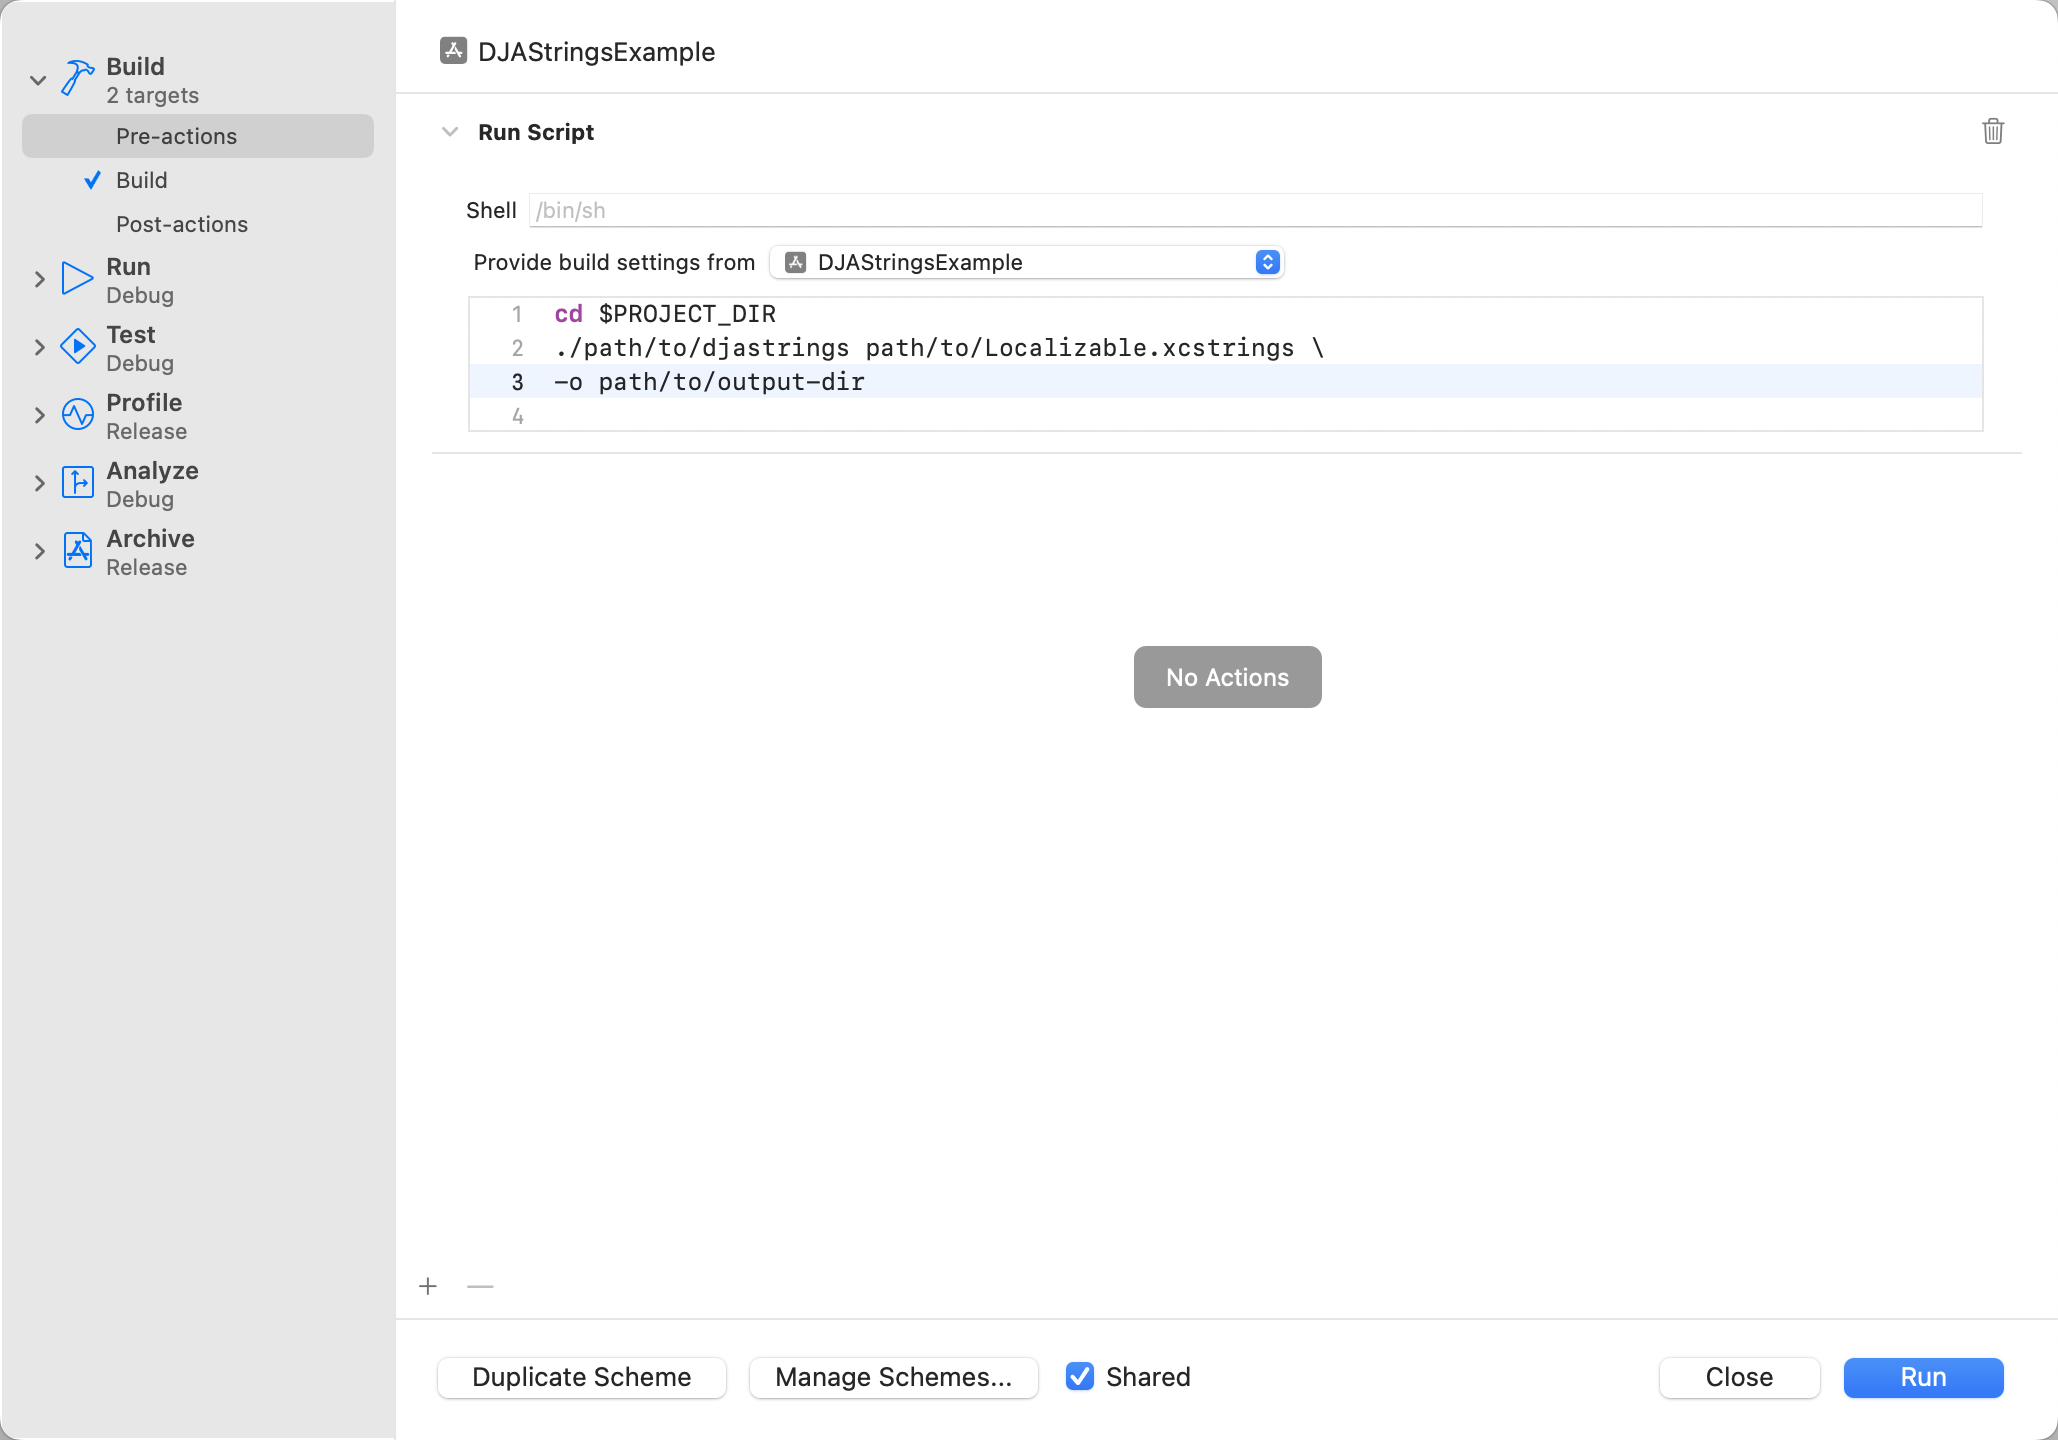 Build
2 targets
Pre-actions
Build
Post-actions
Run
Debug
Test
Debug
Profile
Release
Analyze
Debug
Archive
Release
DJAStringsExample
Run Script
Shell /bin/sh
Provide build settings from DJAStringsExample
1 cd $PROJECT_DIR
2 ./path/to/djastrings path/to/Localizable.xcstrings \
3 -o path/to/output-dir
4
No Actions
Duplicate Scheme Manage Schemes... Shared Close Run